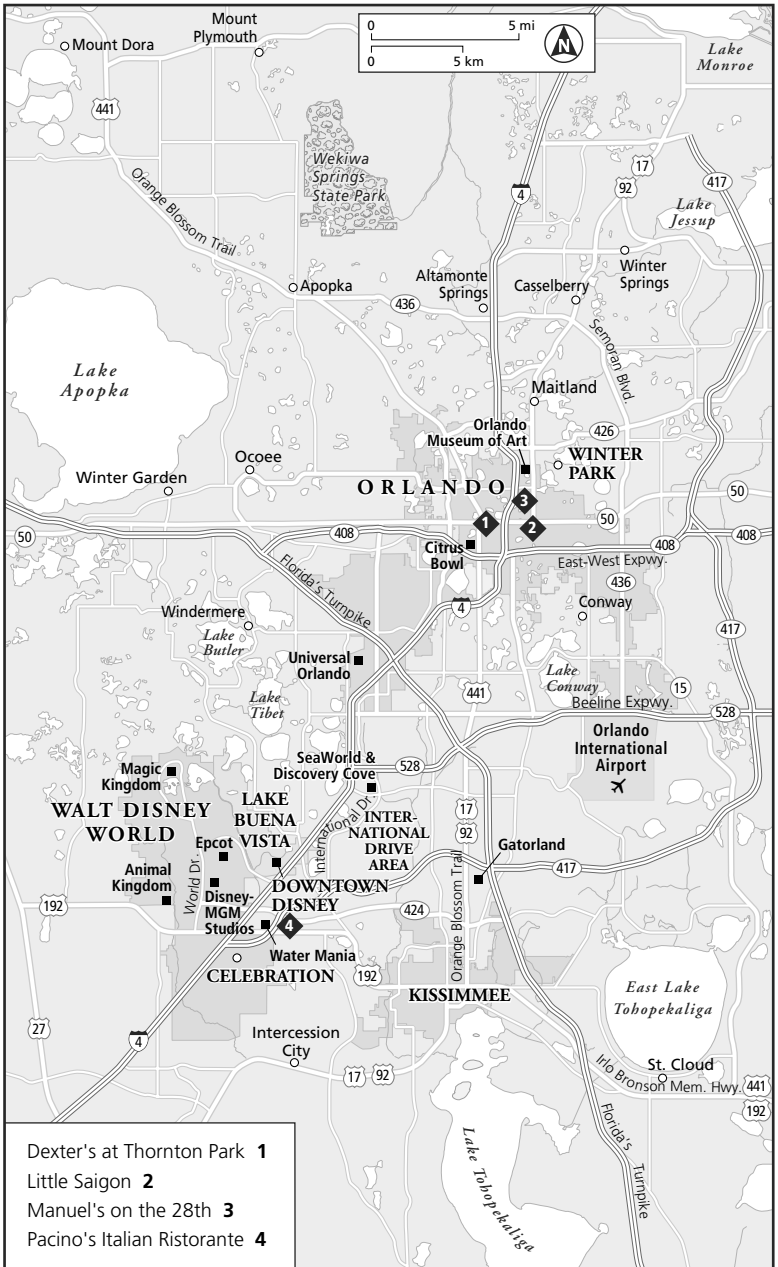 Mount Dora
Mount
Plymouth
0 5 mi
0 5 km
N
Lake
Monroe
441
Wekiwa
Springs
State Park
Orange Blossom Trail
4
17
92
417
Lake
Jessup
Apopka
436
Altamonte
Springs
Casselberry
Winter
Springs
Semoran Blvd.
Lake
Apopka
Maitland
Orlando
Museum of Art
426
WINTER
PARK
Ocoee
Winter Garden
ORLANDO
3
1
2
50
50
50
408
Citrus
Bowl
408
408
East-West Expwy.
Florida's Turnpike
4
436
Conway
Windermere
Lake
Butler
417
Universal
Orlando
Lake
Tibet
441
Lake
Conway
15
Beeline Expwy.
528
SeaWorld &
Discovery Cove
528
Orlando
International
Airport
Magic
Kingdom
WALT DISNEY
WORLD
LAKE
BUENA
VISTA
International Dr.
INTER-
NATIONAL
DRIVE
AREA
17
92
Gatorland
Epcot
417
Animal
Kingdom
World Dr.
Disney-
MGM
Studios
DOWNTOWN
DISNEY
Orange Blossom Trail
192
424
4
Water Mania
CELEBRATION
192
KISSIMMEE
East Lake
Tohopekaliga
27
4
Intercession
City
17 92
St. Cloud
Irlo Bronson Mem. Hwy.
441
192
Florida's
Turnpike
Lake Tohopekaliga
Dexter's at Thornton Park 1
Little Saigon 2
Manuel's on the 28th 3
Pacino's Italian Ristorante 4